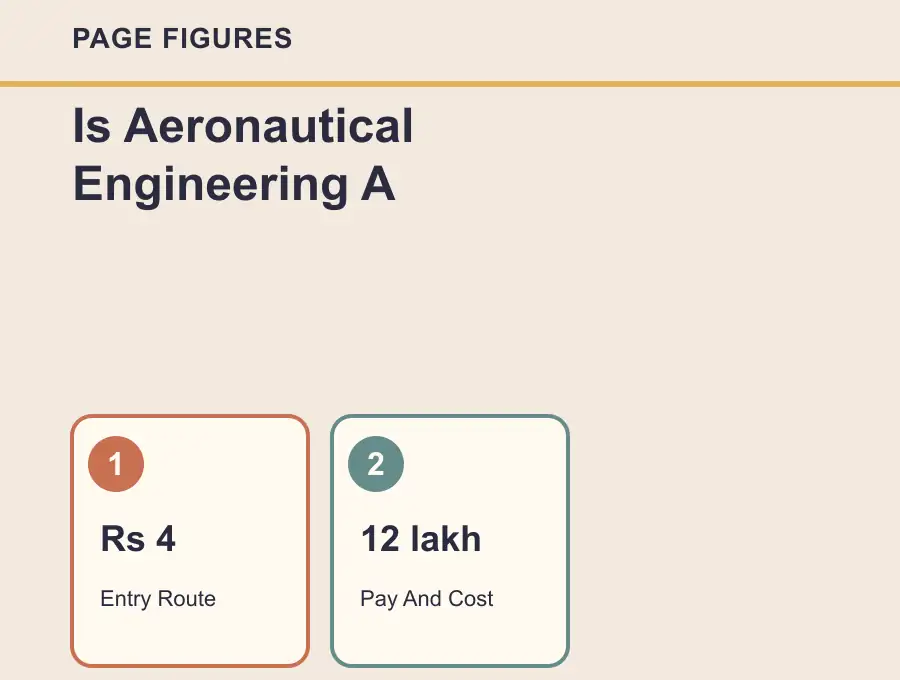 PAGE FIGURES
Is Aeronautical
Engineering A
1
Rs 4
Entry Route
2
12 lakh
Pay And Cost